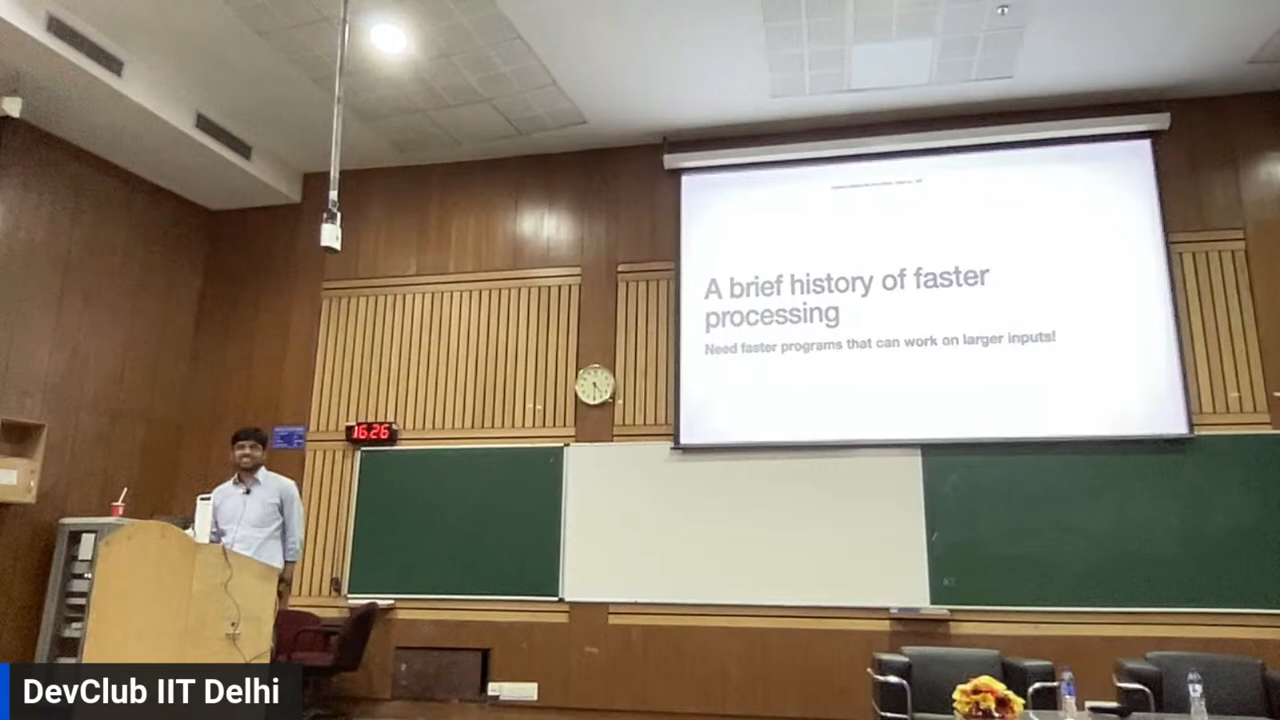 A brief history of faster
processing
Need faster programs that can work on larger inputs!
16:26
DevClub IIT Delhi